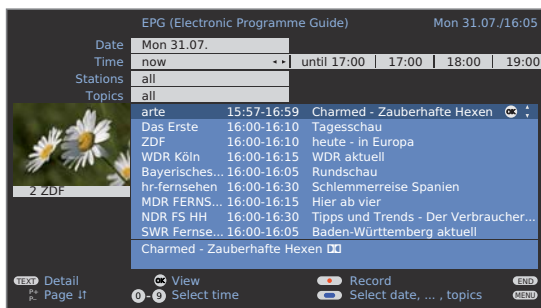 EPG (Electronic Programme Guide) Mon 31.07./16:05
Date Mon 31.07.
Time now until 17:00 17:00 18:00 19:00
Stations all
Topics all
arte 15:57-16:59 Charmed - Zauberhafte Hexen OK
Das Erste 16:00-16:10 Tagesschau
ZDF 16:00-16:10 heute - in Europa
WDR Köln 16:00-16:15 WDR aktuell
Bayerisches... 16:00-16:05 Rundschau
hr-fernsehen 16:00-16:30 Schlemmerreise Spanien
MDR FERNS... 16:00-16:15 Hier ab vier
NDR FS HH 16:00-16:30 Tipps und Trends - Der Verbraucher...
SWR Fernse... 16:00-16:05 Baden-Württemberg aktuell
2 ZDF
Charmed - Zauberhafte Hexen
TEXT Detail OK View Record END
P+ P- Page 0-9 Select time Select date, ... , topics MENU